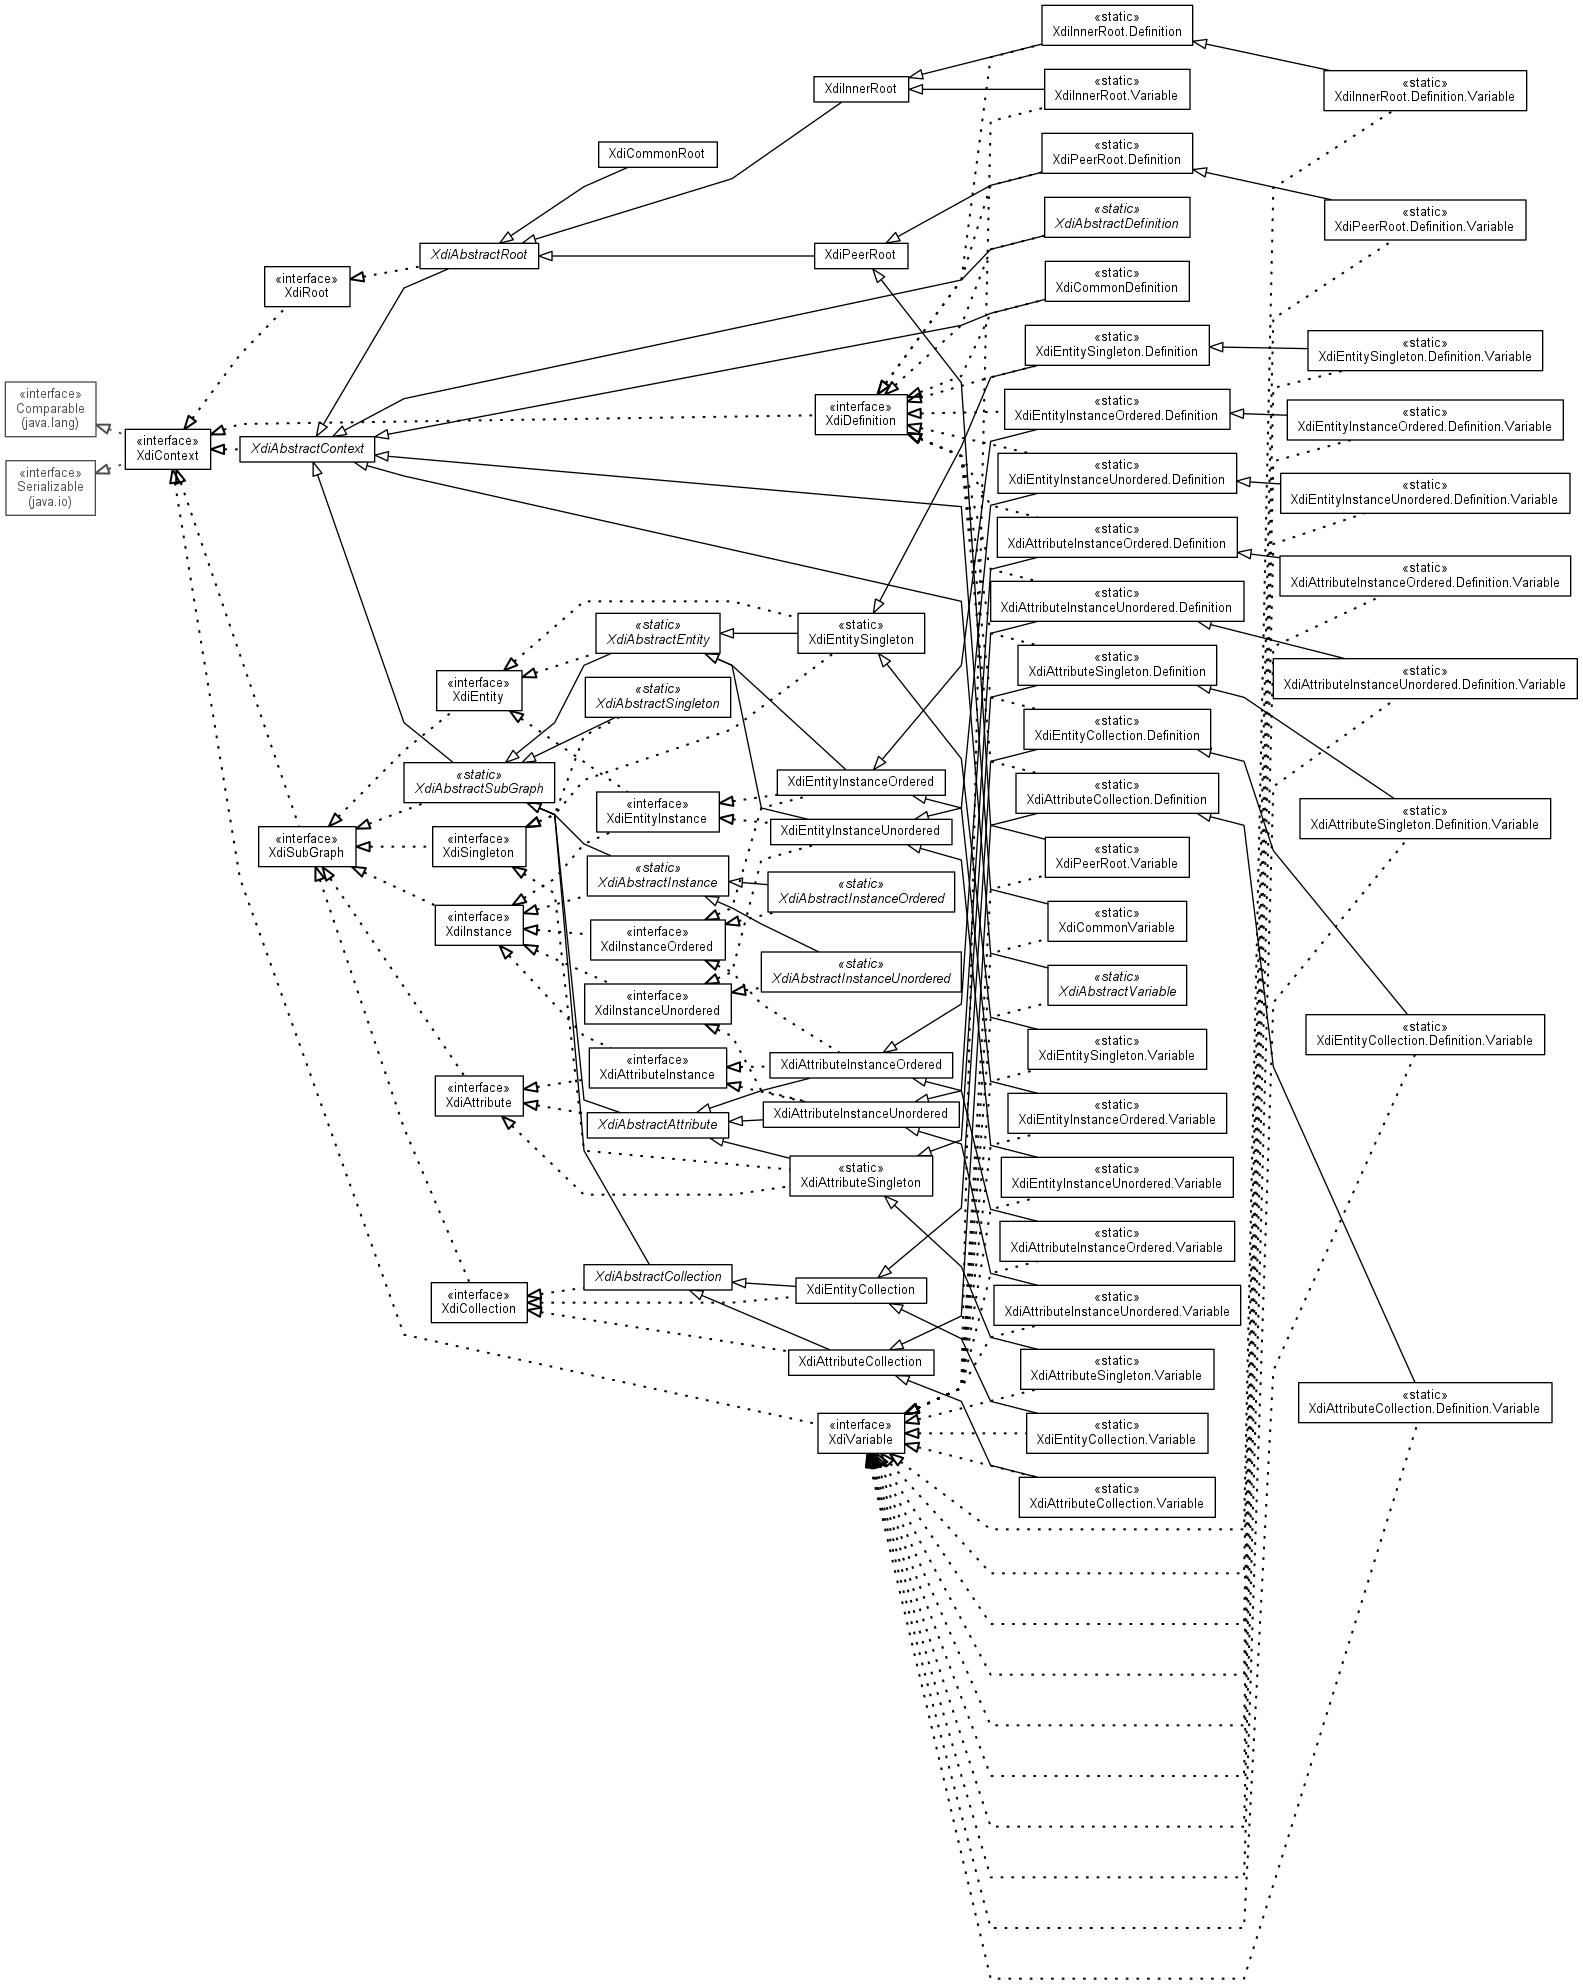 «interface»
Comparable
(java.lang)
«interface»
Serializable
(java.io)
«interface»
XdiContext
«interface»
XdiRoot
XdiAbstractContext
«interface»
XdiSubGraph
XdiAbstractRoot
«interface»
XdiEntity
«static»
XdiAbstractSubGraph
«interface»
XdiSingleton
«interface»
XdiInstance
«interface»
XdiAttribute
«interface»
XdiCollection
XdiCommonRoot
«static»
XdiAbstractEntity
«static»
XdiAbstractSingleton
«interface»
XdiEntityInstance
«static»
XdiAbstractInstance
«interface»
XdiInstanceOrdered
«interface»
XdiInstanceUnordered
«interface»
XdiAttributeInstance
XdiAbstractAttribute
XdiAbstractCollection
XdiInnerRoot
XdiPeerRoot
«interface»
XdiDefinition
«static»
XdiEntitySingleton
XdiEntityInstanceOrdered
XdiEntityInstanceUnordered
«static»
XdiAbstractInstanceOrdered
«static»
XdiAbstractInstanceUnordered
XdiAttributeInstanceOrdered
XdiAttributeInstanceUnordered
«static»
XdiAttributeSingleton
XdiEntityCollection
XdiAttributeCollection
«interface»
XdiVariable
«static»
XdiInnerRoot.Definition
«static»
XdiInnerRoot.Variable
«static»
XdiPeerRoot.Definition
«static»
XdiAbstractDefinition
«static»
XdiCommonDefinition
«static»
XdiEntitySingleton.Definition
«static»
XdiEntityInstanceOrdered.Definition
«static»
XdiEntityInstanceUnordered.Definition
«static»
XdiAttributeInstanceOrdered.Definition
«static»
XdiAttributeInstanceUnordered.Definition
«static»
XdiAttributeSingleton.Definition
«static»
XdiEntityCollection.Definition
«static»
XdiAttributeCollection.Definition
«static»
XdiPeerRoot.Variable
«static»
XdiCommonVariable
«static»
XdiAbstractVariable
«static»
XdiEntitySingleton.Variable
«static»
XdiEntityInstanceOrdered.Variable
«static»
XdiEntityInstanceUnordered.Variable
«static»
XdiAttributeInstanceOrdered.Variable
«static»
XdiAttributeInstanceUnordered.Variable
«static»
XdiAttributeSingleton.Variable
«static»
XdiEntityCollection.Variable
«static»
XdiAttributeCollection.Variable
«static»
XdiInnerRoot.Definition.Variable
«static»
XdiPeerRoot.Definition.Variable
«static»
XdiEntitySingleton.Definition.Variable
«static»
XdiEntityInstanceOrdered.Definition.Variable
«static»
XdiEntityInstanceUnordered.Definition.Variable
«static»
XdiAttributeInstanceOrdered.Definition.Variable
«static»
XdiAttributeInstanceUnordered.Definition.Variable
«static»
XdiAttributeSingleton.Definition.Variable
«static»
XdiEntityCollection.Definition.Variable
«static»
XdiAttributeCollection.Definition.Variable